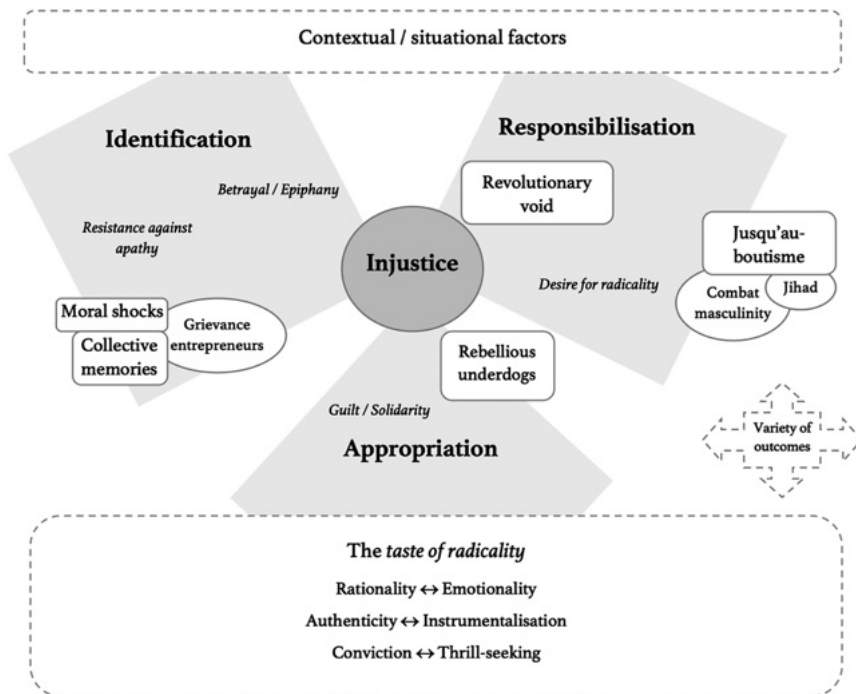 Contextual / situational factors
Identification
Responsibilisation
Betrayal / Epiphany
Resistance against
apathy
Revolutionary
void
Injustice
Jusqu'au-
boutisme
Desire for radicality
Combat
masculinity
Jihad
Moral shocks
Collective
memories
Grievance
entrepreneurs
Rebellious
underdogs
Guilt / Solidarity
Appropriation
Variety of
outcomes
The taste of radicality
Rationality ↔ Emotionality
Authenticity ↔ Instrumentalisation
Conviction ↔ Thrill-seeking